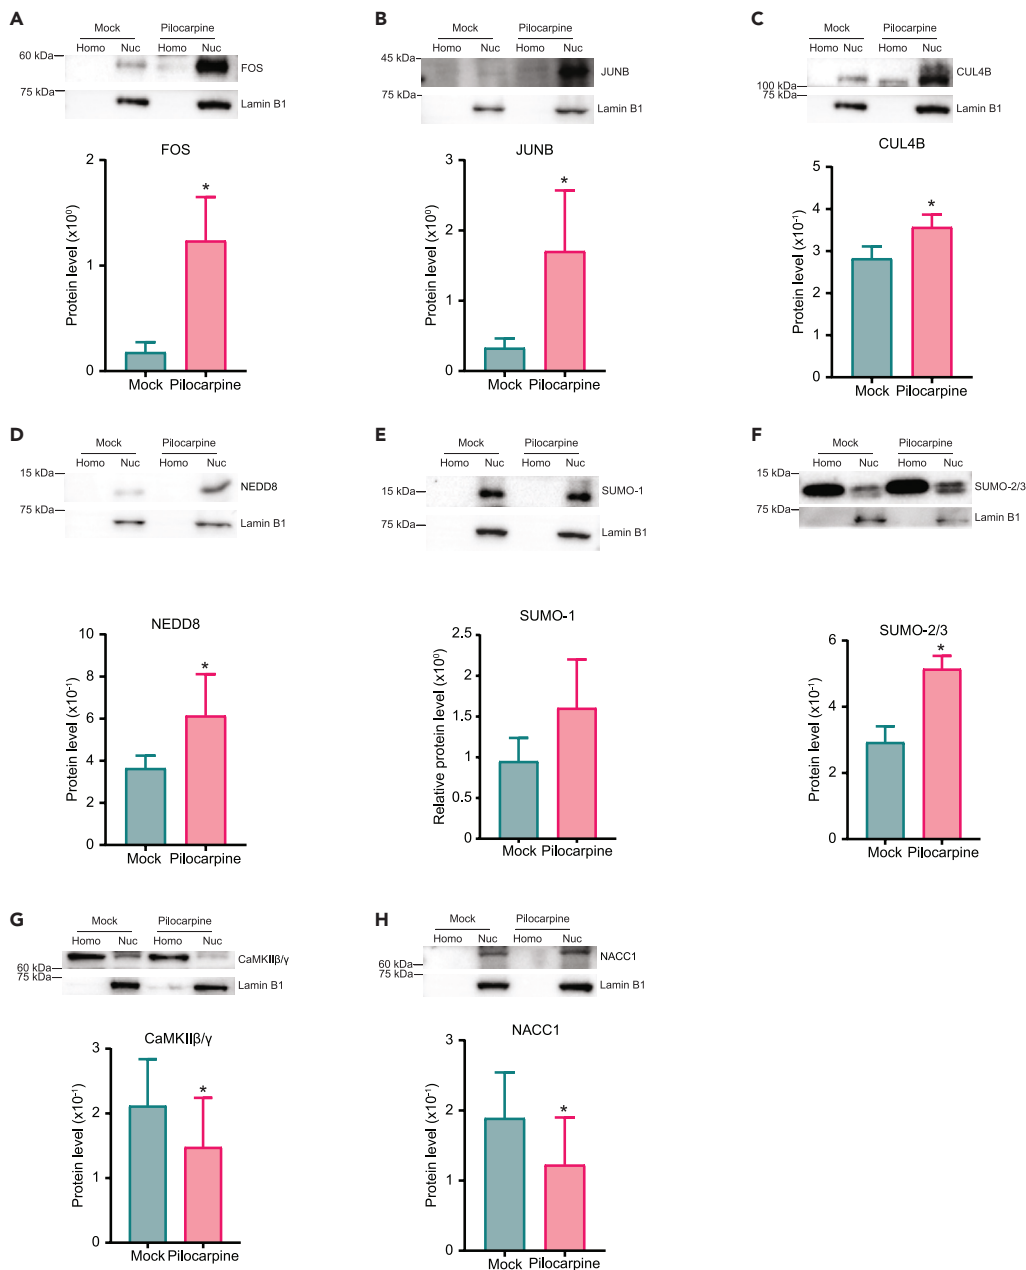 A
Mock Pilocarpine
Homo Nuc Homo Nuc
60 kDa
FOS
75 kDa
Lamin B1
FOS
Protein level (x10⁰)
2
1
0
*
Mock Pilocarpine
B
Mock Pilocarpine
Homo Nuc Homo Nuc
45 kDa
JUNB
75 kDa
Lamin B1
JUNB
Protein level (x10⁰)
3
2
1
0
*
Mock Pilocarpine
C
Mock Pilocarpine
Homo Nuc Homo Nuc
CUL4B
100 kDa
75 kDa
Lamin B1
CUL4B
Protein level (x10⁻¹)
5
4
3
2
1
0
*
Mock Pilocarpine
D
Mock Pilocarpine
Homo Nuc Homo Nuc
15 kDa
NEDD8
75 kDa
Lamin B1
NEDD8
Protein level (x10⁻¹)
10
8
6
4
2
0
*
Mock Pilocarpine
E
Mock Pilocarpine
Homo Nuc Homo Nuc
15 kDa
SUMO-1
75 kDa
Lamin B1
SUMO-1
Relative protein level (x10⁰)
2.5
2
1.5
1
0.5
0
Mock Pilocarpine
F
Mock Pilocarpine
Homo Nuc Homo Nuc
15 kDa
SUMO-2/3
75 kDa
Lamin B1
SUMO-2/3
Protein level (x10⁻¹)
6
4
2
0
*
Mock Pilocarpine
G
Mock Pilocarpine
Homo Nuc Homo Nuc
CaMKIIβ/γ
60 kDa
75 kDa
Lamin B1
CaMKIIβ/γ
Protein level (x10⁻¹)
3
2
1
0
*
Mock Pilocarpine
H
Mock Pilocarpine
Homo Nuc Homo Nuc
NACC1
60 kDa
75 kDa
Lamin B1
NACC1
Protein level (x10⁻¹)
3
2
1
0
*
Mock Pilocarpine